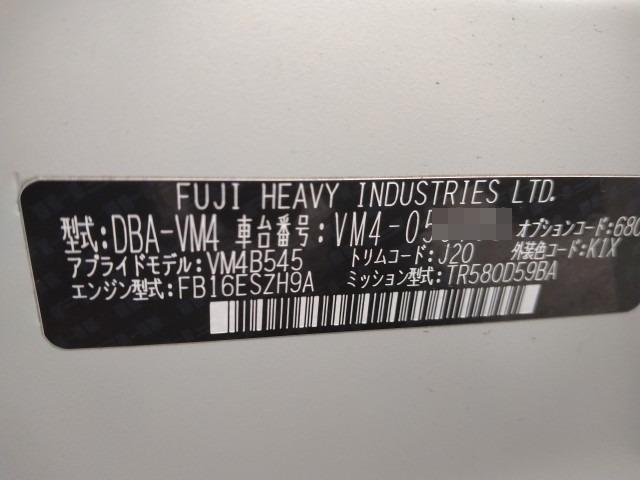 FUJI HEAVY INDUSTRIES LTD.
型式:DBA-VM4 車台番号:VM4-05 オプションコード:680
アプライドモデル:VM4B545 トリムコード:J20 外装色コード:K1X
エンジン型式:FB16ESZH9A ミッション型式:TR580D59BA